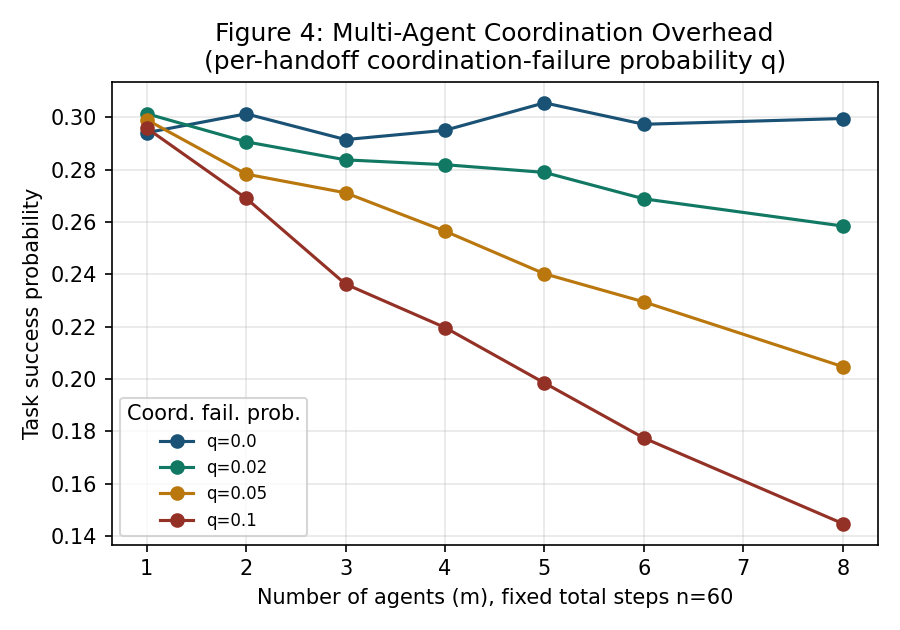 Figure 4: Multi-Agent Coordination Overhead
(per-handoff coordination-failure probability q)
Task success probability
0.30
0.28
0.26
0.24
0.22
0.20
0.18
0.16
0.14
Coord. fail. prob.
q=0.0
q=0.02
q=0.05
q=0.1
1 2 3 4 5 6 7 8
Number of agents (m), fixed total steps n=60